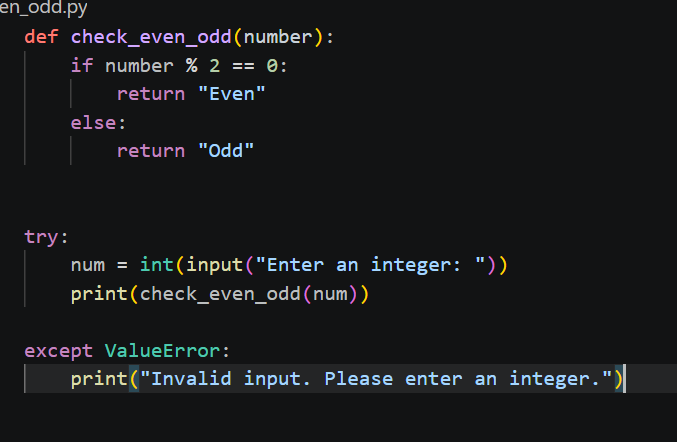 en_odd.py
def check_even_odd(number):
    if number % 2 == 0:
        return "Even"
    else:
        return "Odd"
try:
    num = int(input("Enter an integer: "))
    print(check_even_odd(num))
except ValueError:
    print("Invalid input. Please enter an integer.")